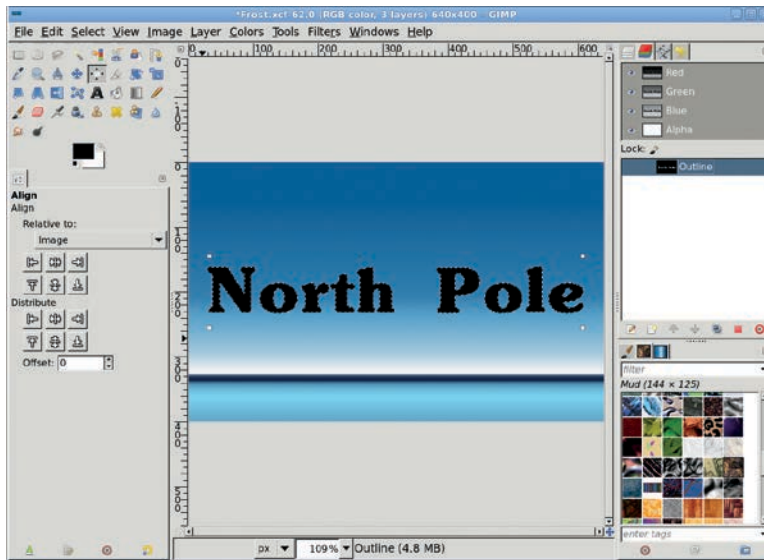 *Frost.xcf-62.0 (RGB color, 3 layers) 640x400 – GIMP
File Edit Select View Image Layer Colors Tools Filters Windows Help
0 100 200 300 400 500 600
Red
Green
Blue
Alpha
Lock:
Outline
Align
Align
Relative to:
Image
Distribute
Offset: 0
North Pole
filter
Mud (144 × 125)
enter tags
px 109% Outline (4.8 MB)